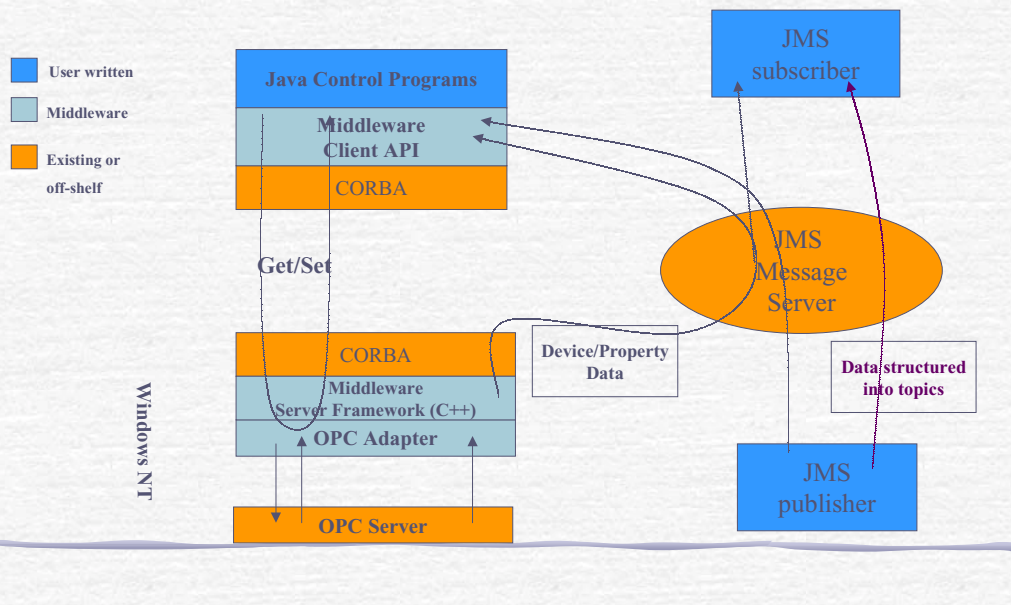 User written
Middleware
Existing or
off-shelf
Java Control Programs
Middleware
Client API
CORBA
Get/Set
CORBA
Middleware
Server Framework (C++)
OPC Adapter
OPC Server
Windows NT
Device/Property
Data
JMS
subscriber
JMS
Message
Server
Data structured
into topics
JMS
publisher